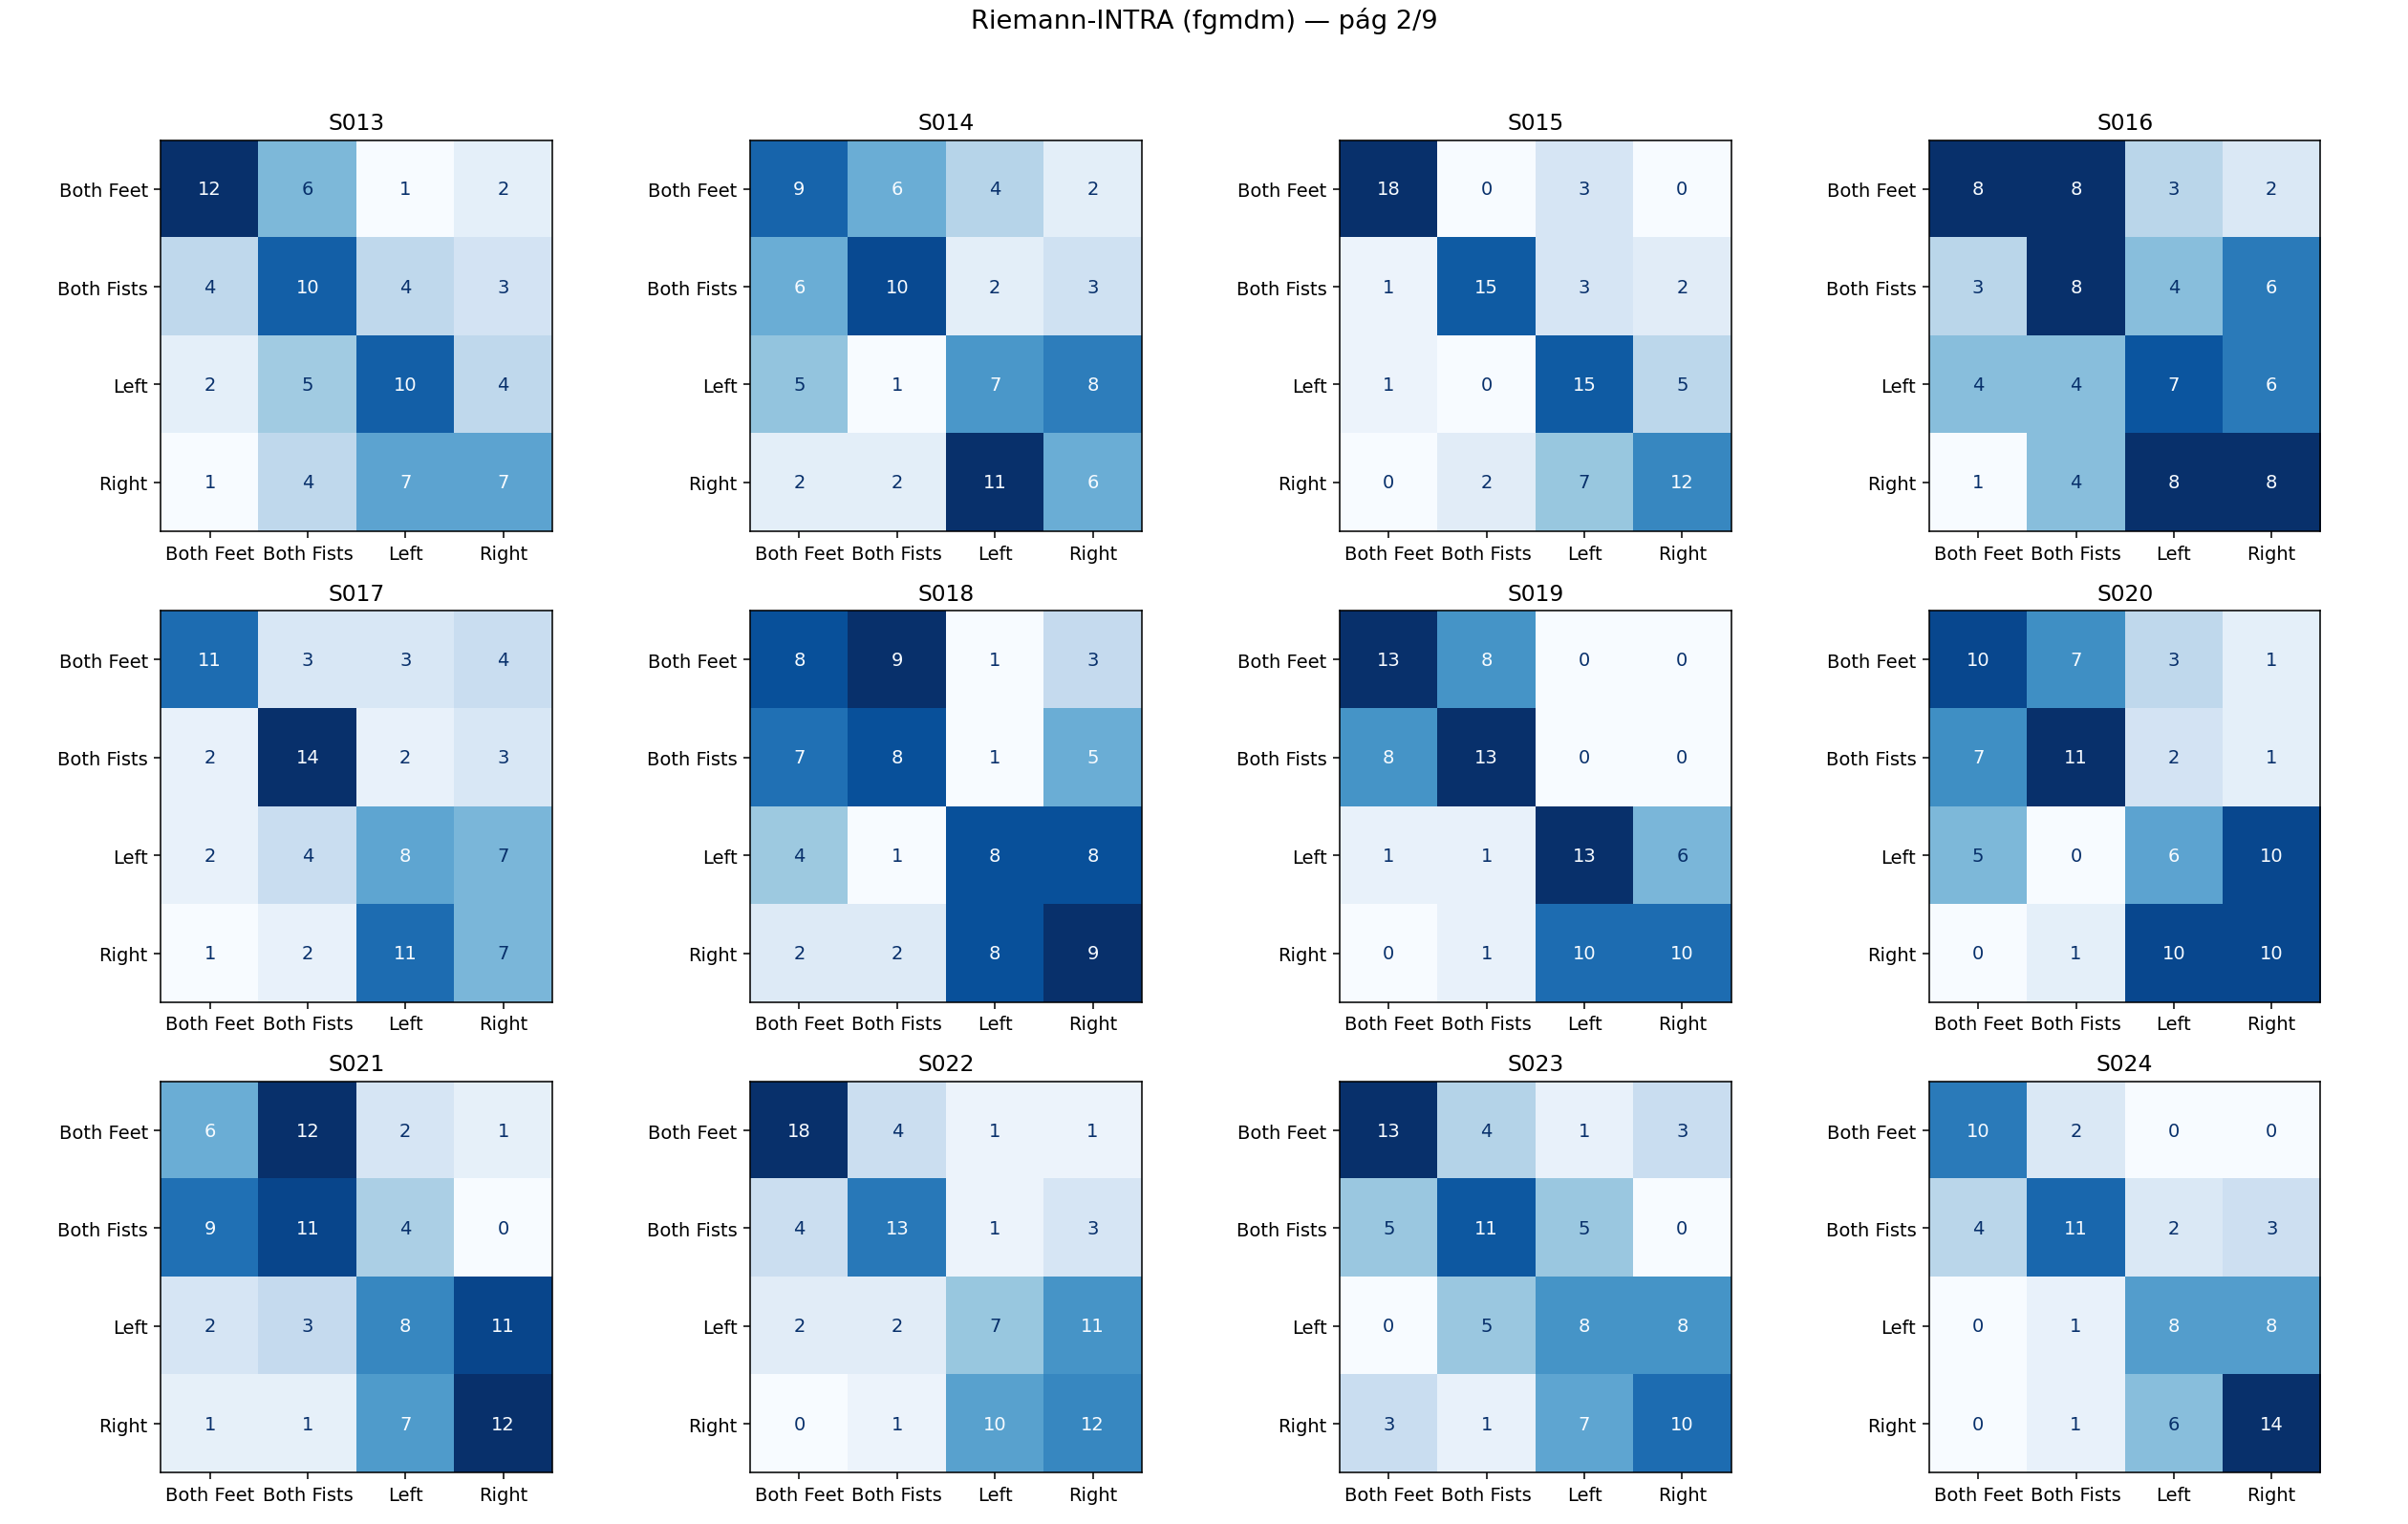 Riemann-INTRA (fgmdm) — pág 2/9
S013 S014 S015 S016
Both Feet 12 6 1 2 Both Feet 9 6 4 2 Both Feet 18 0 3 0 Both Feet 8 8 3 2
Both Fists 4 10 4 3 Both Fists 6 10 2 3 Both Fists 1 15 3 2 Both Fists 3 8 4 6
Left 2 5 10 4 Left 5 1 7 8 Left 1 0 15 5 Left 4 4 7 6
Right 1 4 7 7 Right 2 2 11 6 Right 0 2 7 12 Right 1 4 8 8
Both Feet Both Fists Left Right Both Feet Both Fists Left Right Both Feet Both Fists Left Right Both Feet Both Fists Left Right
S017 S018 S019 S020
Both Feet 11 3 3 4 Both Feet 8 9 1 3 Both Feet 13 8 0 0 Both Feet 10 7 3 1
Both Fists 2 14 2 3 Both Fists 7 8 1 5 Both Fists 8 13 0 0 Both Fists 7 11 2 1
Left 2 4 8 7 Left 4 1 8 8 Left 1 1 13 6 Left 5 0 6 10
Right 1 2 11 7 Right 2 2 8 9 Right 0 1 10 10 Right 0 1 10 10
Both Feet Both Fists Left Right Both Feet Both Fists Left Right Both Feet Both Fists Left Right Both Feet Both Fists Left Right
S021 S022 S023 S024
Both Feet 6 12 2 1 Both Feet 18 4 1 1 Both Feet 13 4 1 3 Both Feet 10 2 0 0
Both Fists 9 11 4 0 Both Fists 4 13 1 3 Both Fists 5 11 5 0 Both Fists 4 11 2 3
Left 2 3 8 11 Left 2 2 7 11 Left 0 5 8 8 Left 0 1 8 8
Right 1 1 7 12 Right 0 1 10 12 Right 3 1 7 10 Right 0 1 6 14
Both Feet Both Fists Left Right Both Feet Both Fists Left Right Both Feet Both Fists Left Right Both Feet Both Fists Left Right